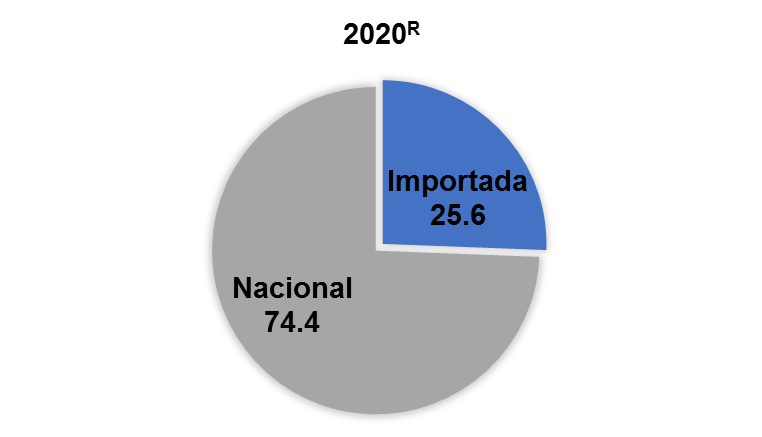 2020ᴿ
Importada
25.6
Nacional
74.4